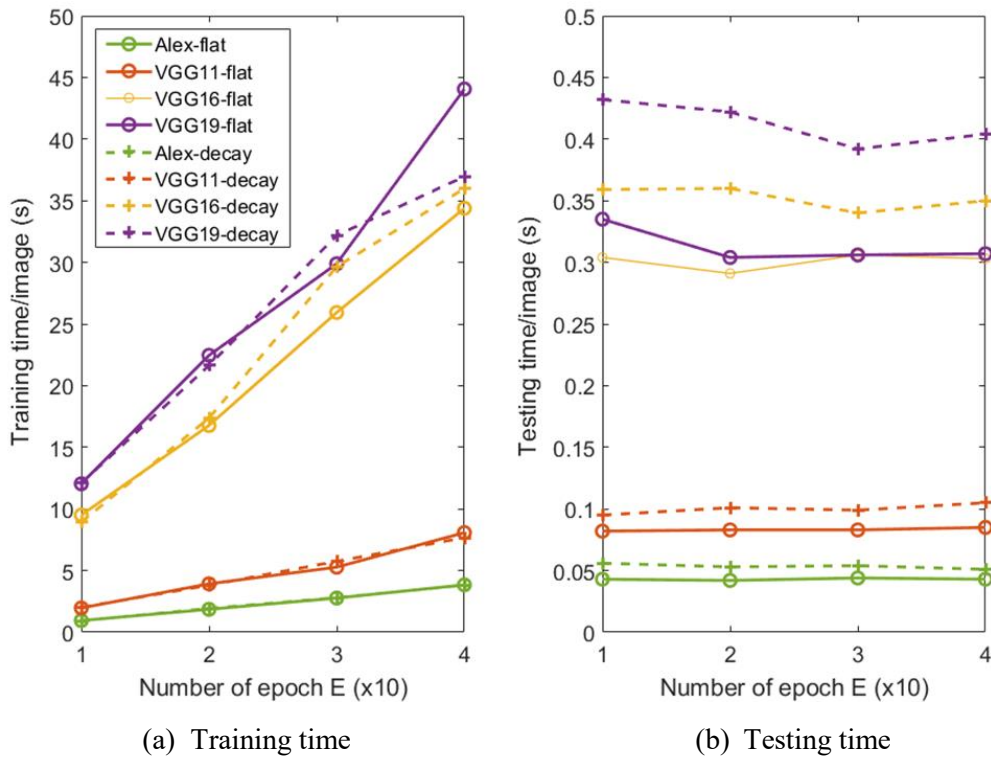 50
45
40
35
30
25
20
15
10
5
0
Training time/image (s)
Alex-flat
VGG11-flat
VGG16-flat
VGG19-flat
Alex-decay
VGG11-decay
VGG16-decay
VGG19-decay
1 2 3 4
Number of epoch E (x10)
(a) Training time
0.5
0.45
0.4
0.35
0.3
0.25
0.2
0.15
0.1
0.05
0
Testing time/image (s)
1 2 3 4
Number of epoch E (x10)
(b) Testing time